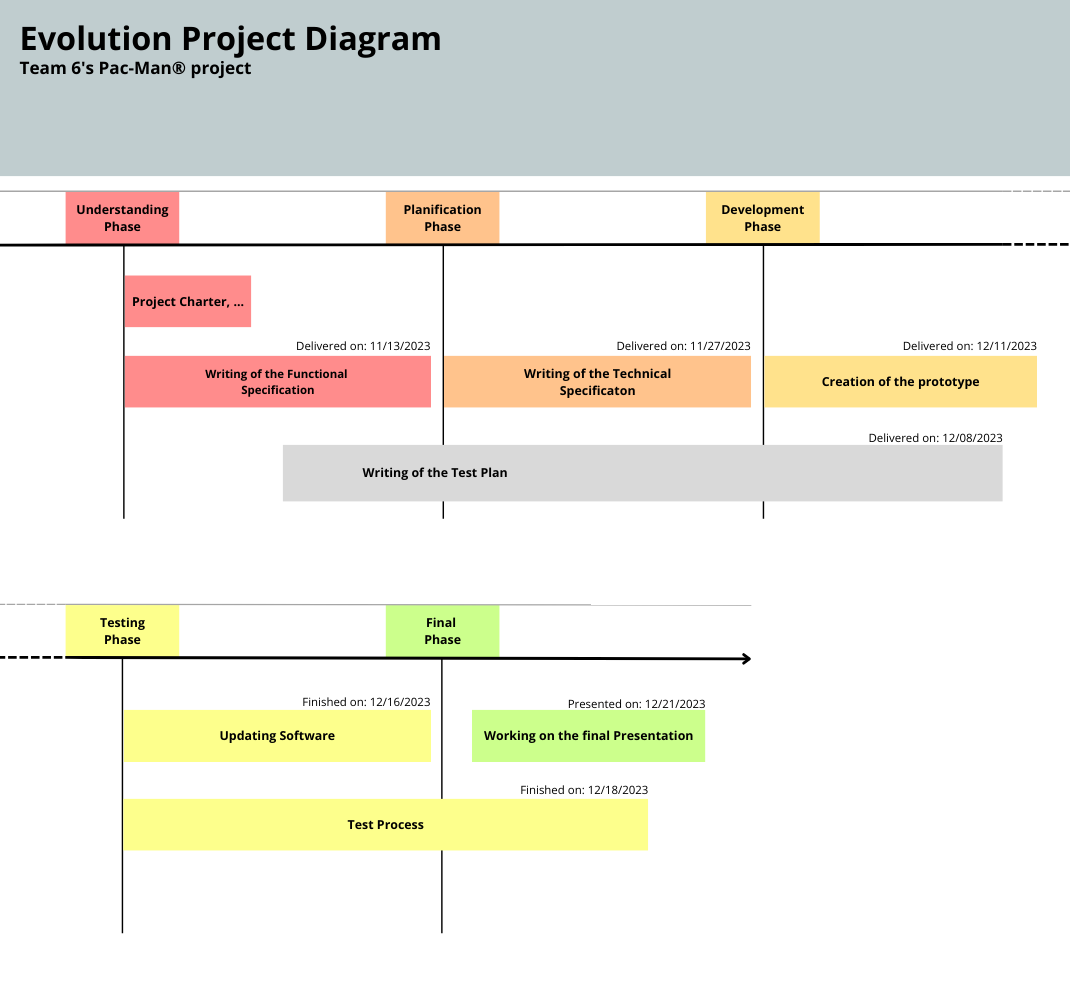 Evolution Project Diagram
Team 6's Pac-Man® project
Understanding
Phase
Planification
Phase
Development
Phase
Project Charter, ...
Delivered on: 11/13/2023
Delivered on: 11/27/2023
Delivered on: 12/11/2023
Writing of the Functional
Specification
Writing of the Technical
Specificaton
Creation of the prototype
Delivered on: 12/08/2023
Writing of the Test Plan
Testing
Phase
Final
Phase
Finished on: 12/16/2023
Presented on: 12/21/2023
Updating Software
Working on the final Presentation
Finished on: 12/18/2023
Test Process